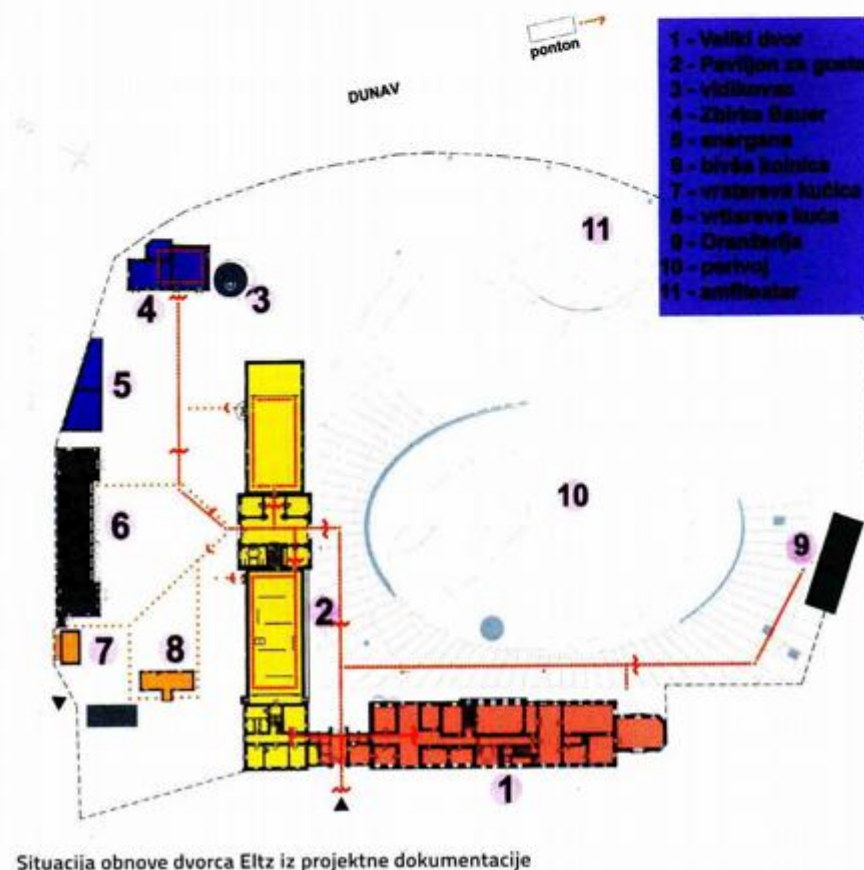 ponton
DUNAV
1 - Veliki dvor
2 - Paviljon za goste
3 - vidikovac
4 - Zbirka Bauer
5 - energana
6 - bivša kolnica
7 - vratareva kućica
8 - vrtlareva kuća
9 - Oranžerija
10 - perivoj
11 - amfiteatar
11
4
3
5
10
6
9
2
7
8
1
Situacija obnove dvorca Eltz iz projektne dokumentacije